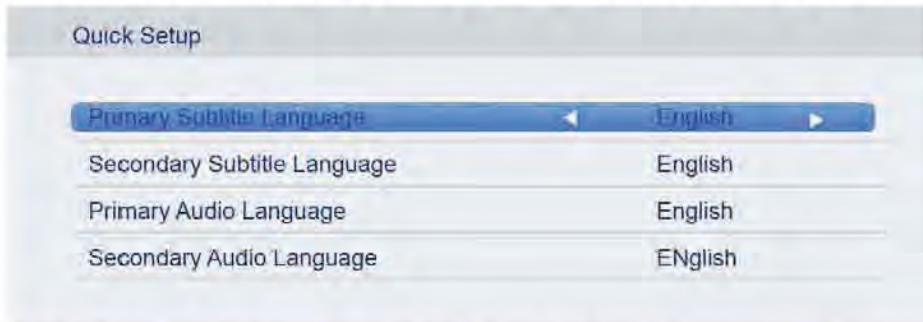 Quick Setup
Primary Subtitle Language English
Secondary Subtitle Language English
Primary Audio Language English
Secondary Audio Language ENglish